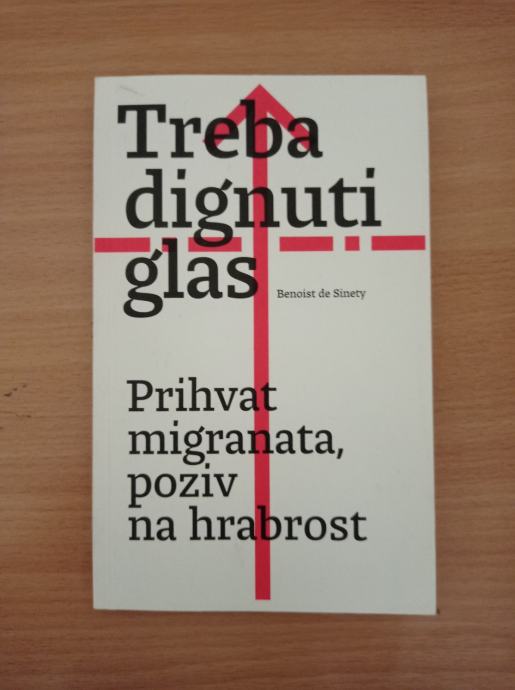 Treba
dignuti
glas
Benoist de Sinety
Prihvat
migranata,
poziv
na hrabrost